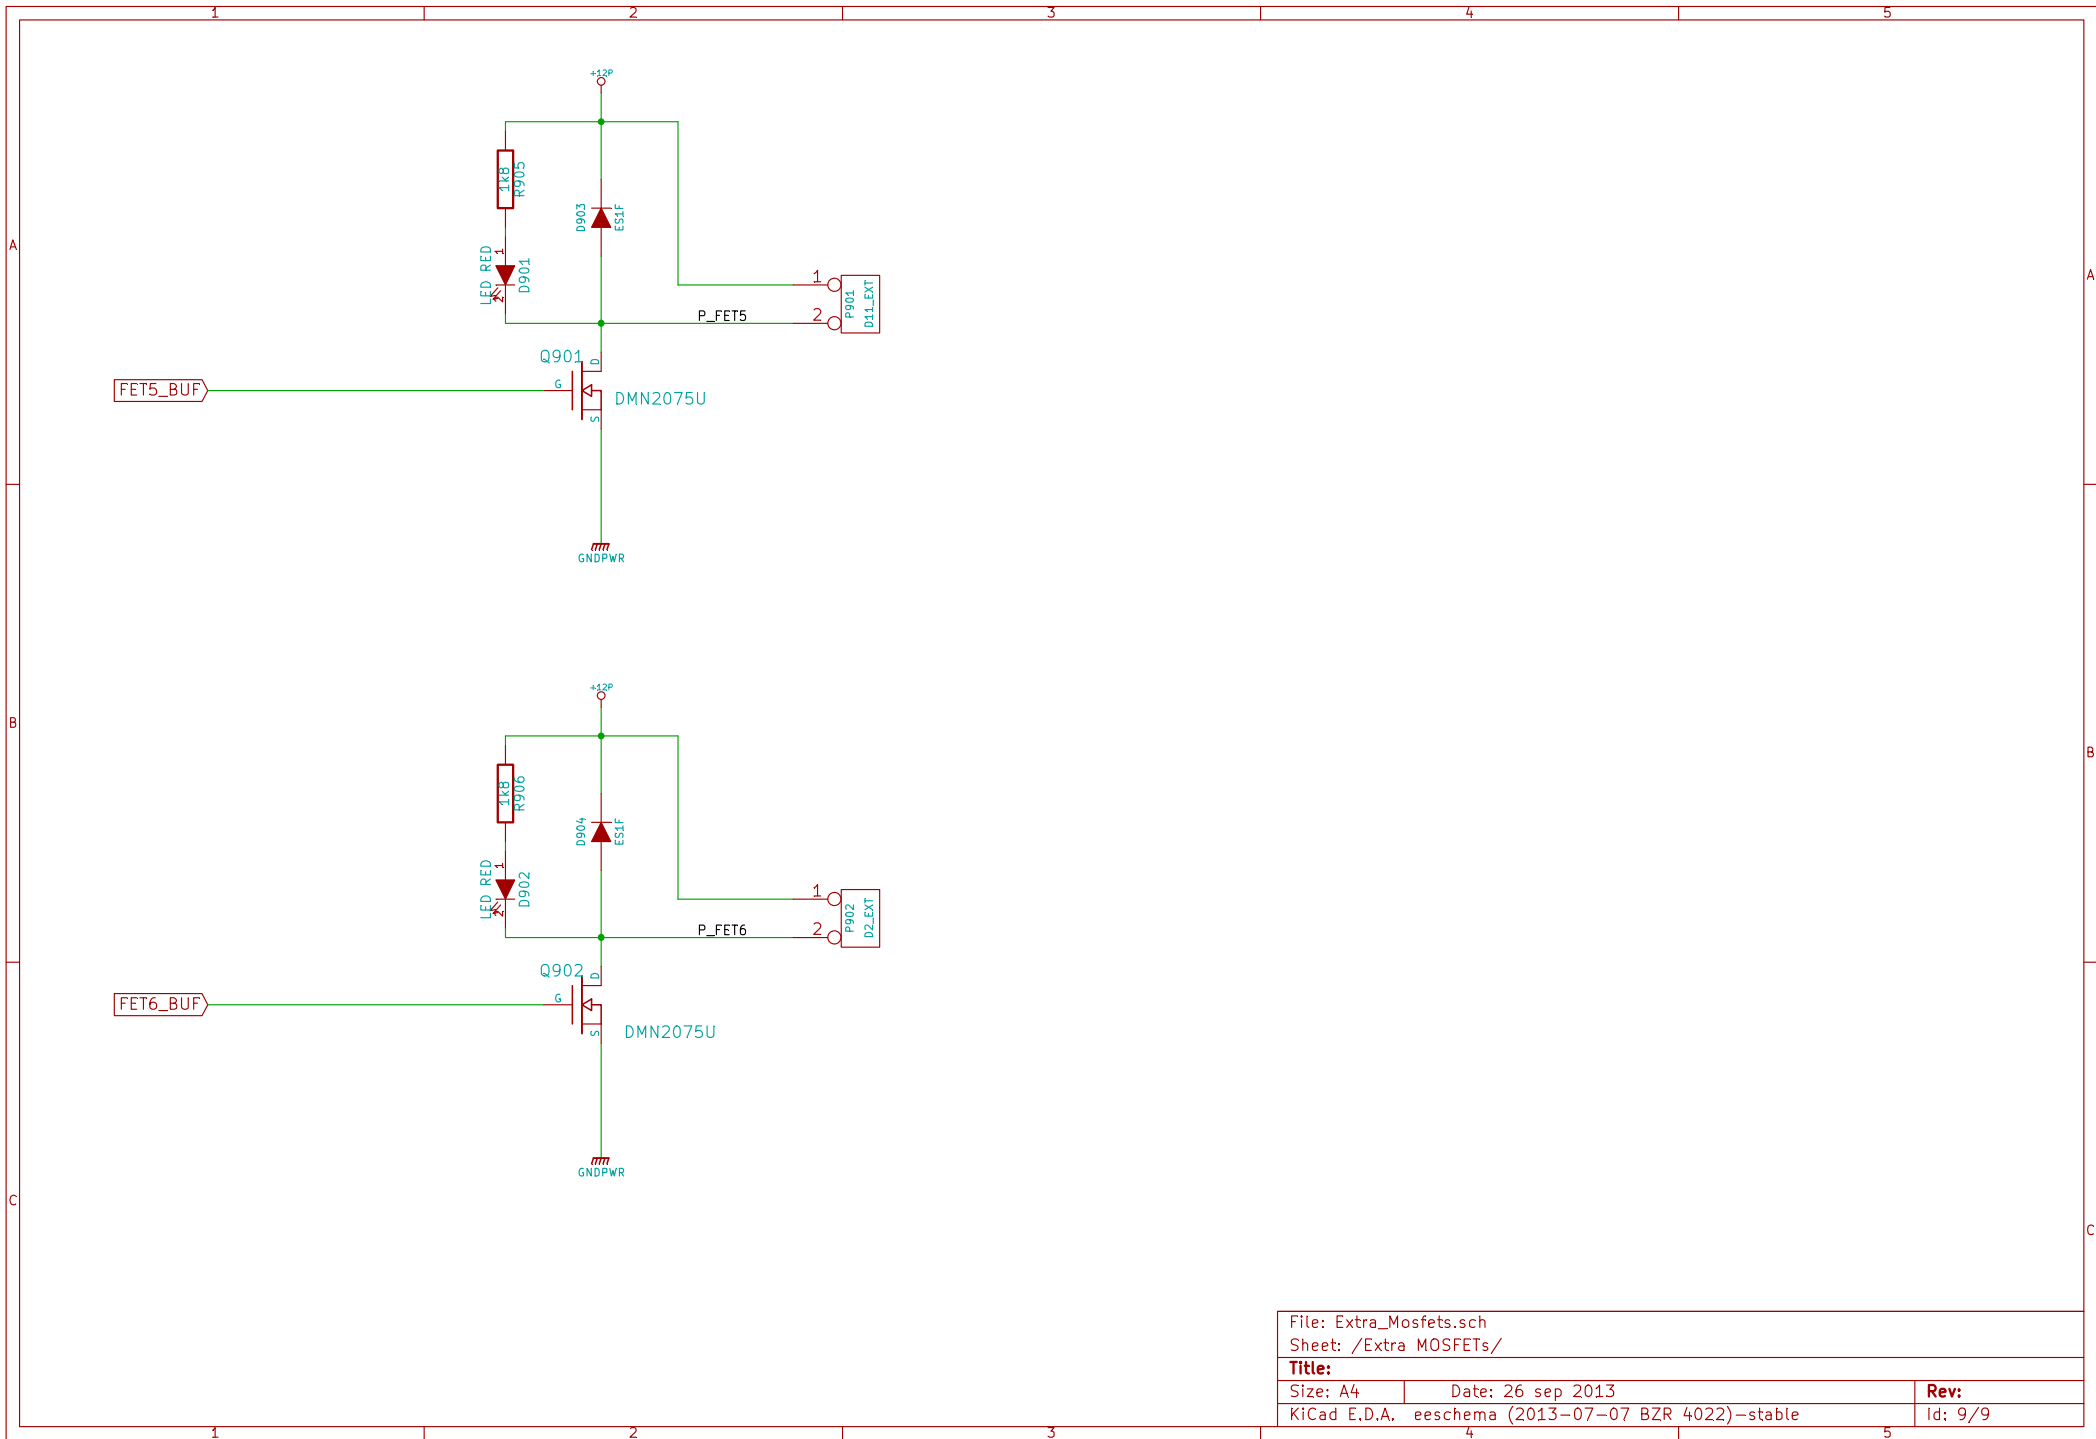 1 2 3 4 5
+12P
1k8
R905
D903
ES1F
A
A
LED RED
1
2
D901
1
2
P901
D11_EXT
P_FET5
Q901
D
G
S
FET5_BUF
DMN2075U
GNDPWR
+12P
B
B
1k8
R906
D904
ES1F
LED RED
1
2
D902
1
2
P902
D2_EXT
P_FET6
Q902
D
G
S
FET6_BUF
DMN2075U
GNDPWR
C
C
File: Extra_Mosfets.sch
Sheet: /Extra MOSFETs/
Title:
Size: A4 Date: 26 sep 2013 Rev:
KiCad E.D.A. eeschema (2013-07-07 BZR 4022)-stable Id: 9/9
1 2 3 4 5